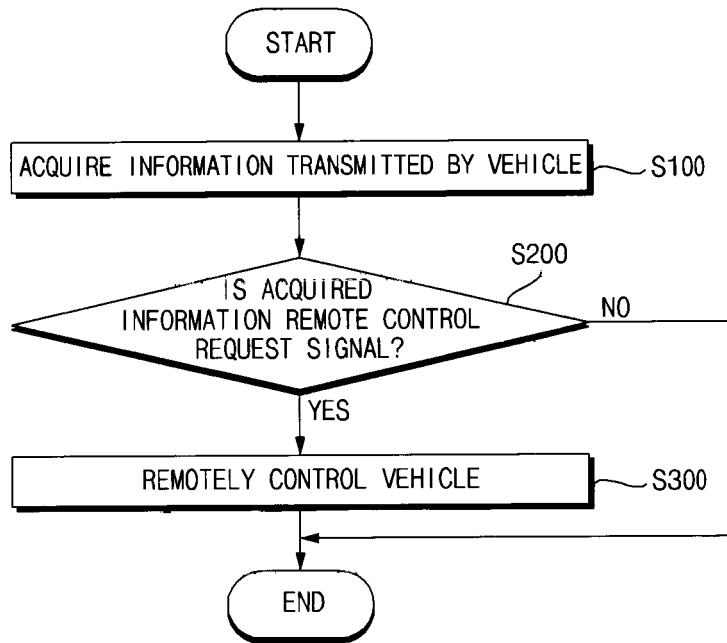 START
ACQUIRE INFORMATION TRANSMITTED BY VEHICLE
S100
S200
IS ACQUIRED
INFORMATION REMOTE CONTROL
REQUEST SIGNAL?
NO
YES
REMOTELY CONTROL VEHICLE
S300
END